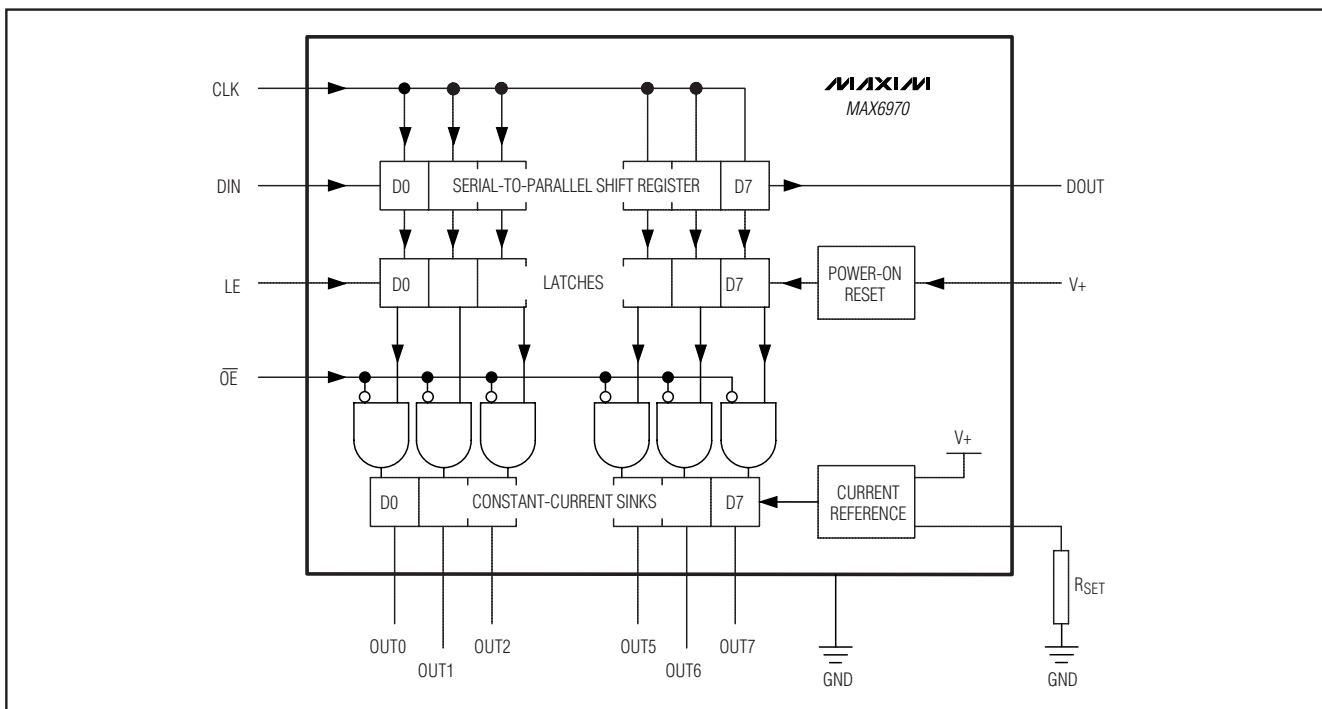 MAXIM
MAX6970
CLK
DIN
D0
SERIAL-TO-PARALLEL SHIFT REGISTER
D7
DOUT
LE
D0
LATCHES
D7
POWER-ON
RESET
V+
OE
V+
D0
CONSTANT-CURRENT SINKS
D7
CURRENT
REFERENCE
RSET
OUT0
OUT1
OUT2
OUT5
OUT6
OUT7
GND
GND